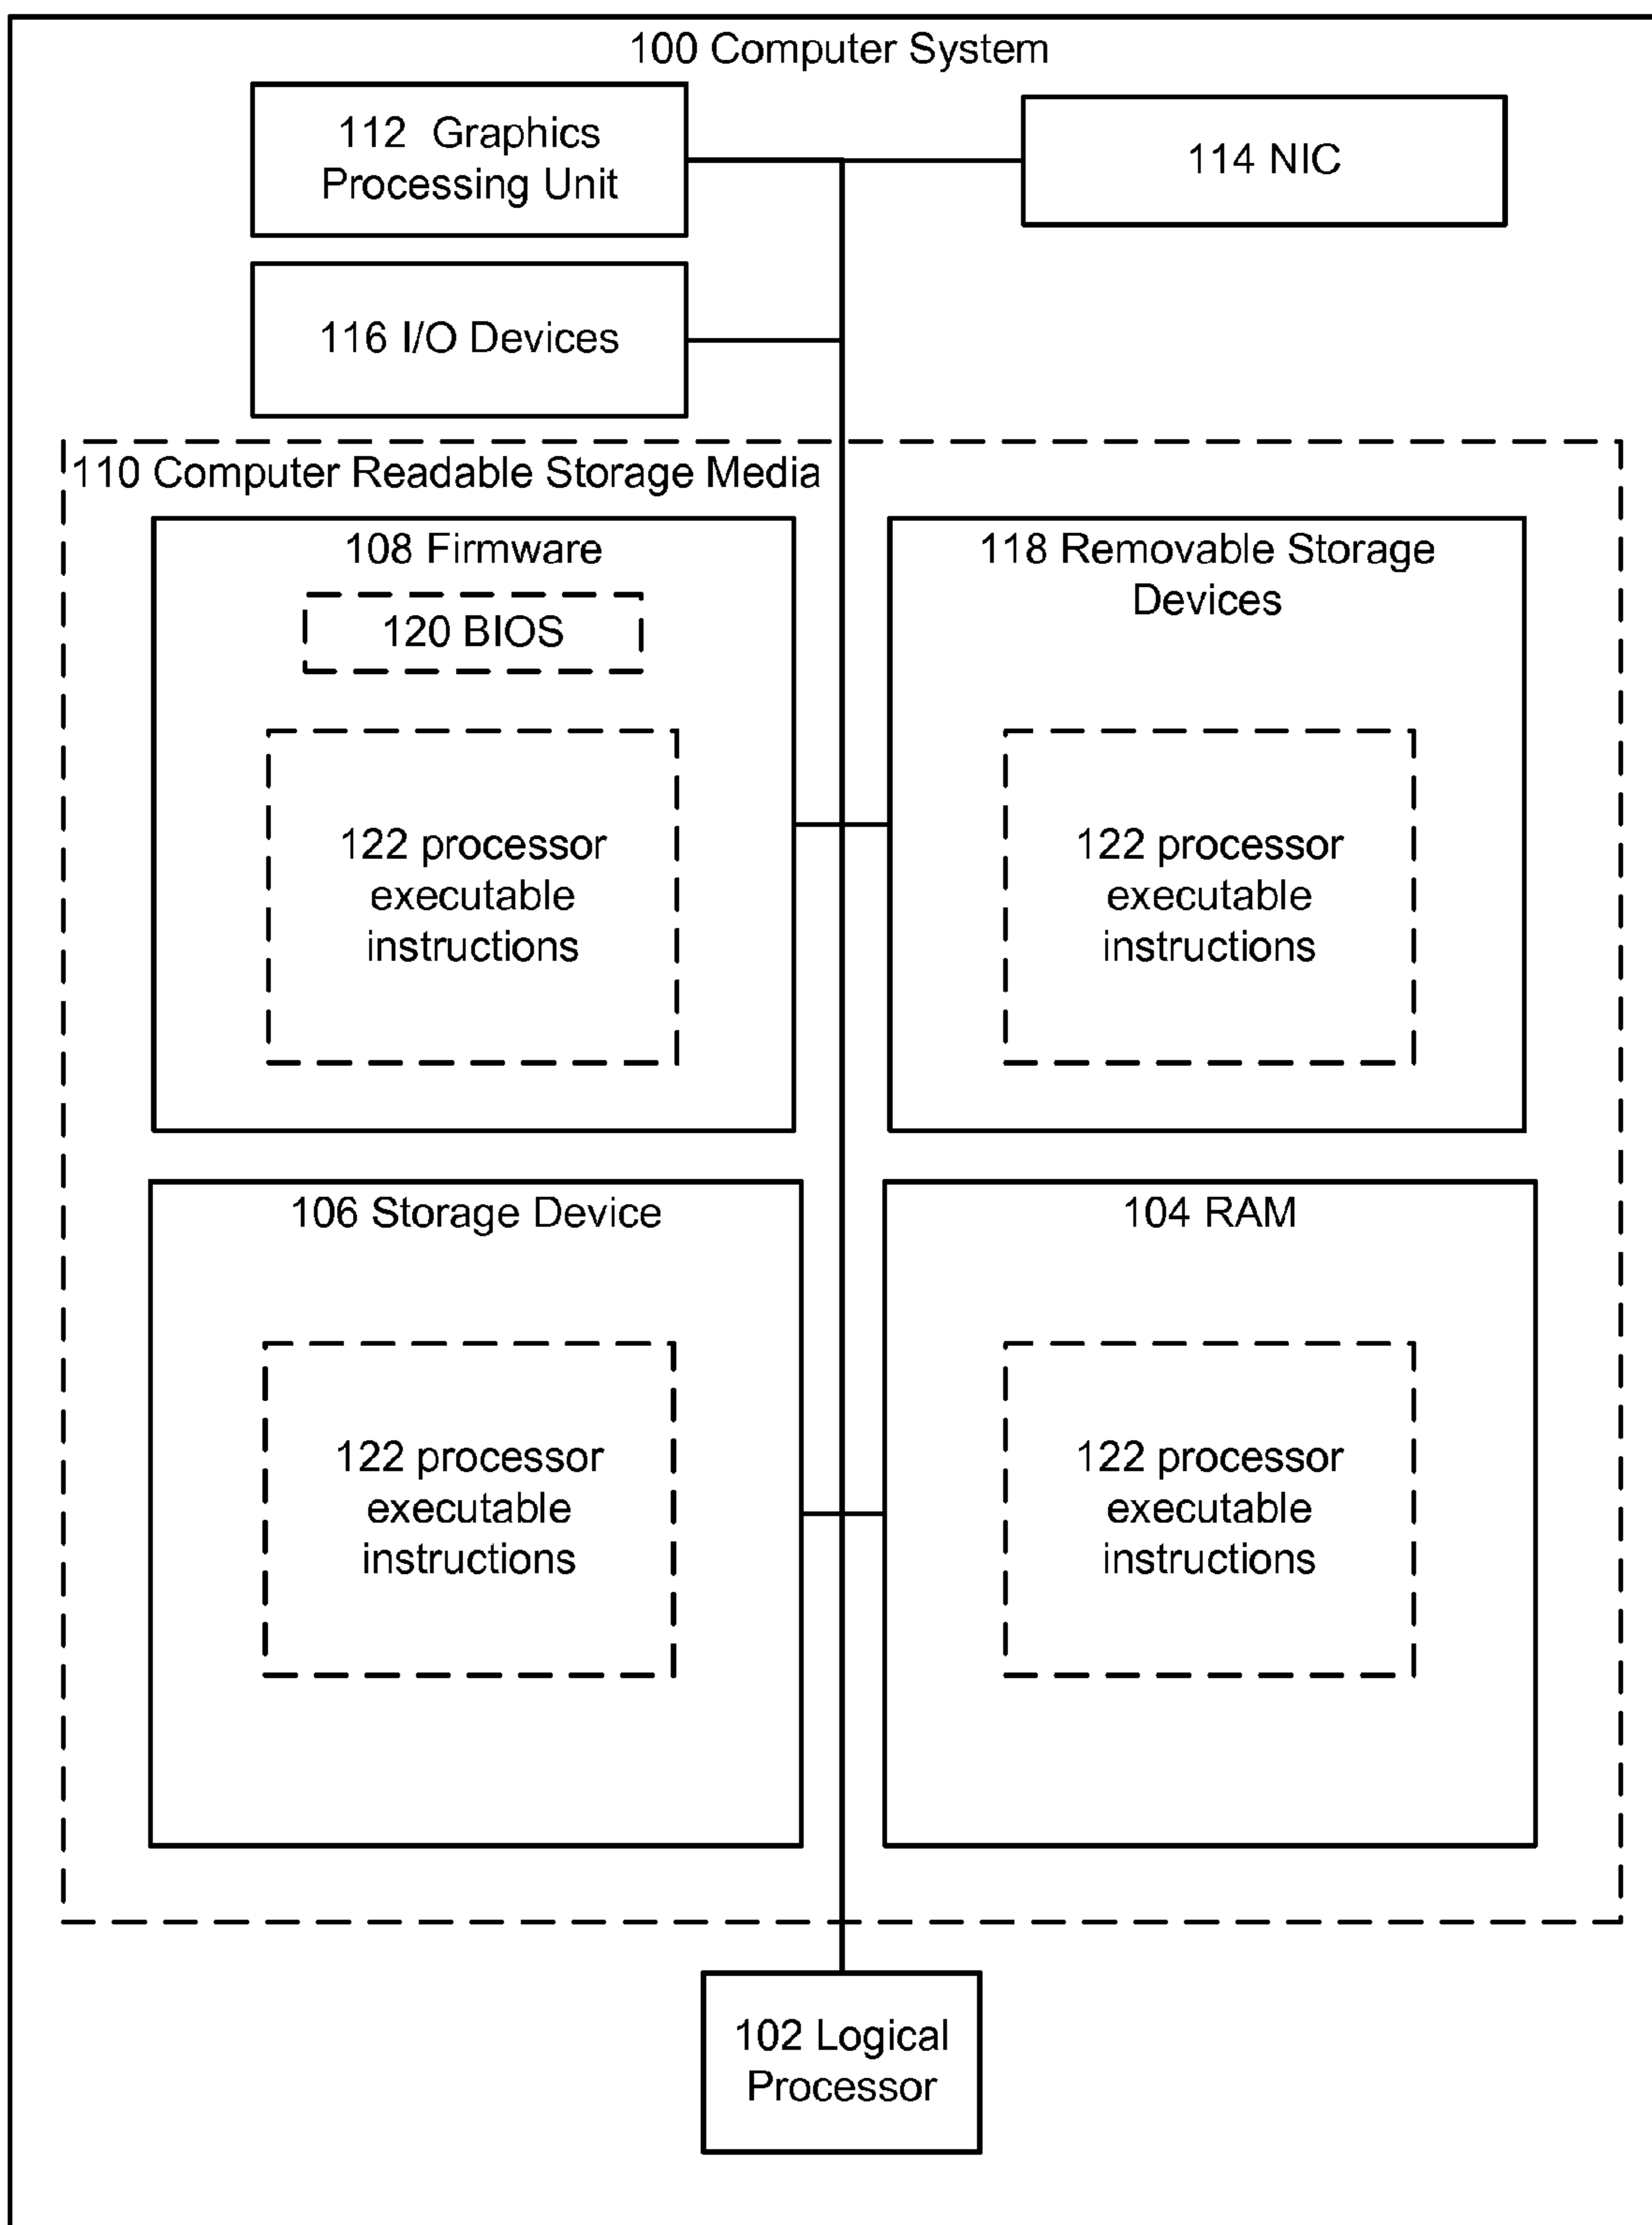 100 Computer System
112 Graphics
Processing Unit
114 NIC
116 I/O Devices
110 Computer Readable Storage Media
108 Firmware
120 BIOS
122 processor
executable
instructions
118 Removable Storage
Devices
122 processor
executable
instructions
106 Storage Device
122 processor
executable
instructions
104 RAM
122 processor
executable
instructions
102 Logical
Processor